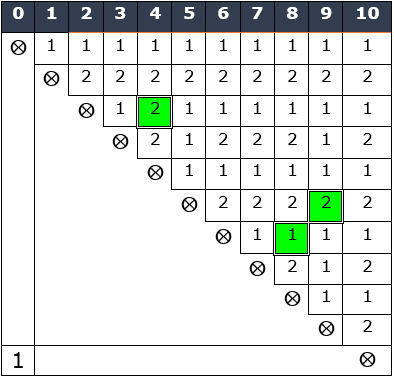 0 1 2 3 4 5 6 7 8 9 10
⊗ 1 1 1 1 1 1 1 1 1 1
⊗ 2 2 2 2 2 2 2 2 2
⊗ 1 2 1 1 1 1 1 1
⊗ 2 1 2 2 2 1 2
⊗ 1 1 1 1 1 1
⊗ 2 2 2 2 2
⊗ 1 1 1 1
⊗ 2 1 2
⊗ 1 1
⊗ 2
1 ⊗